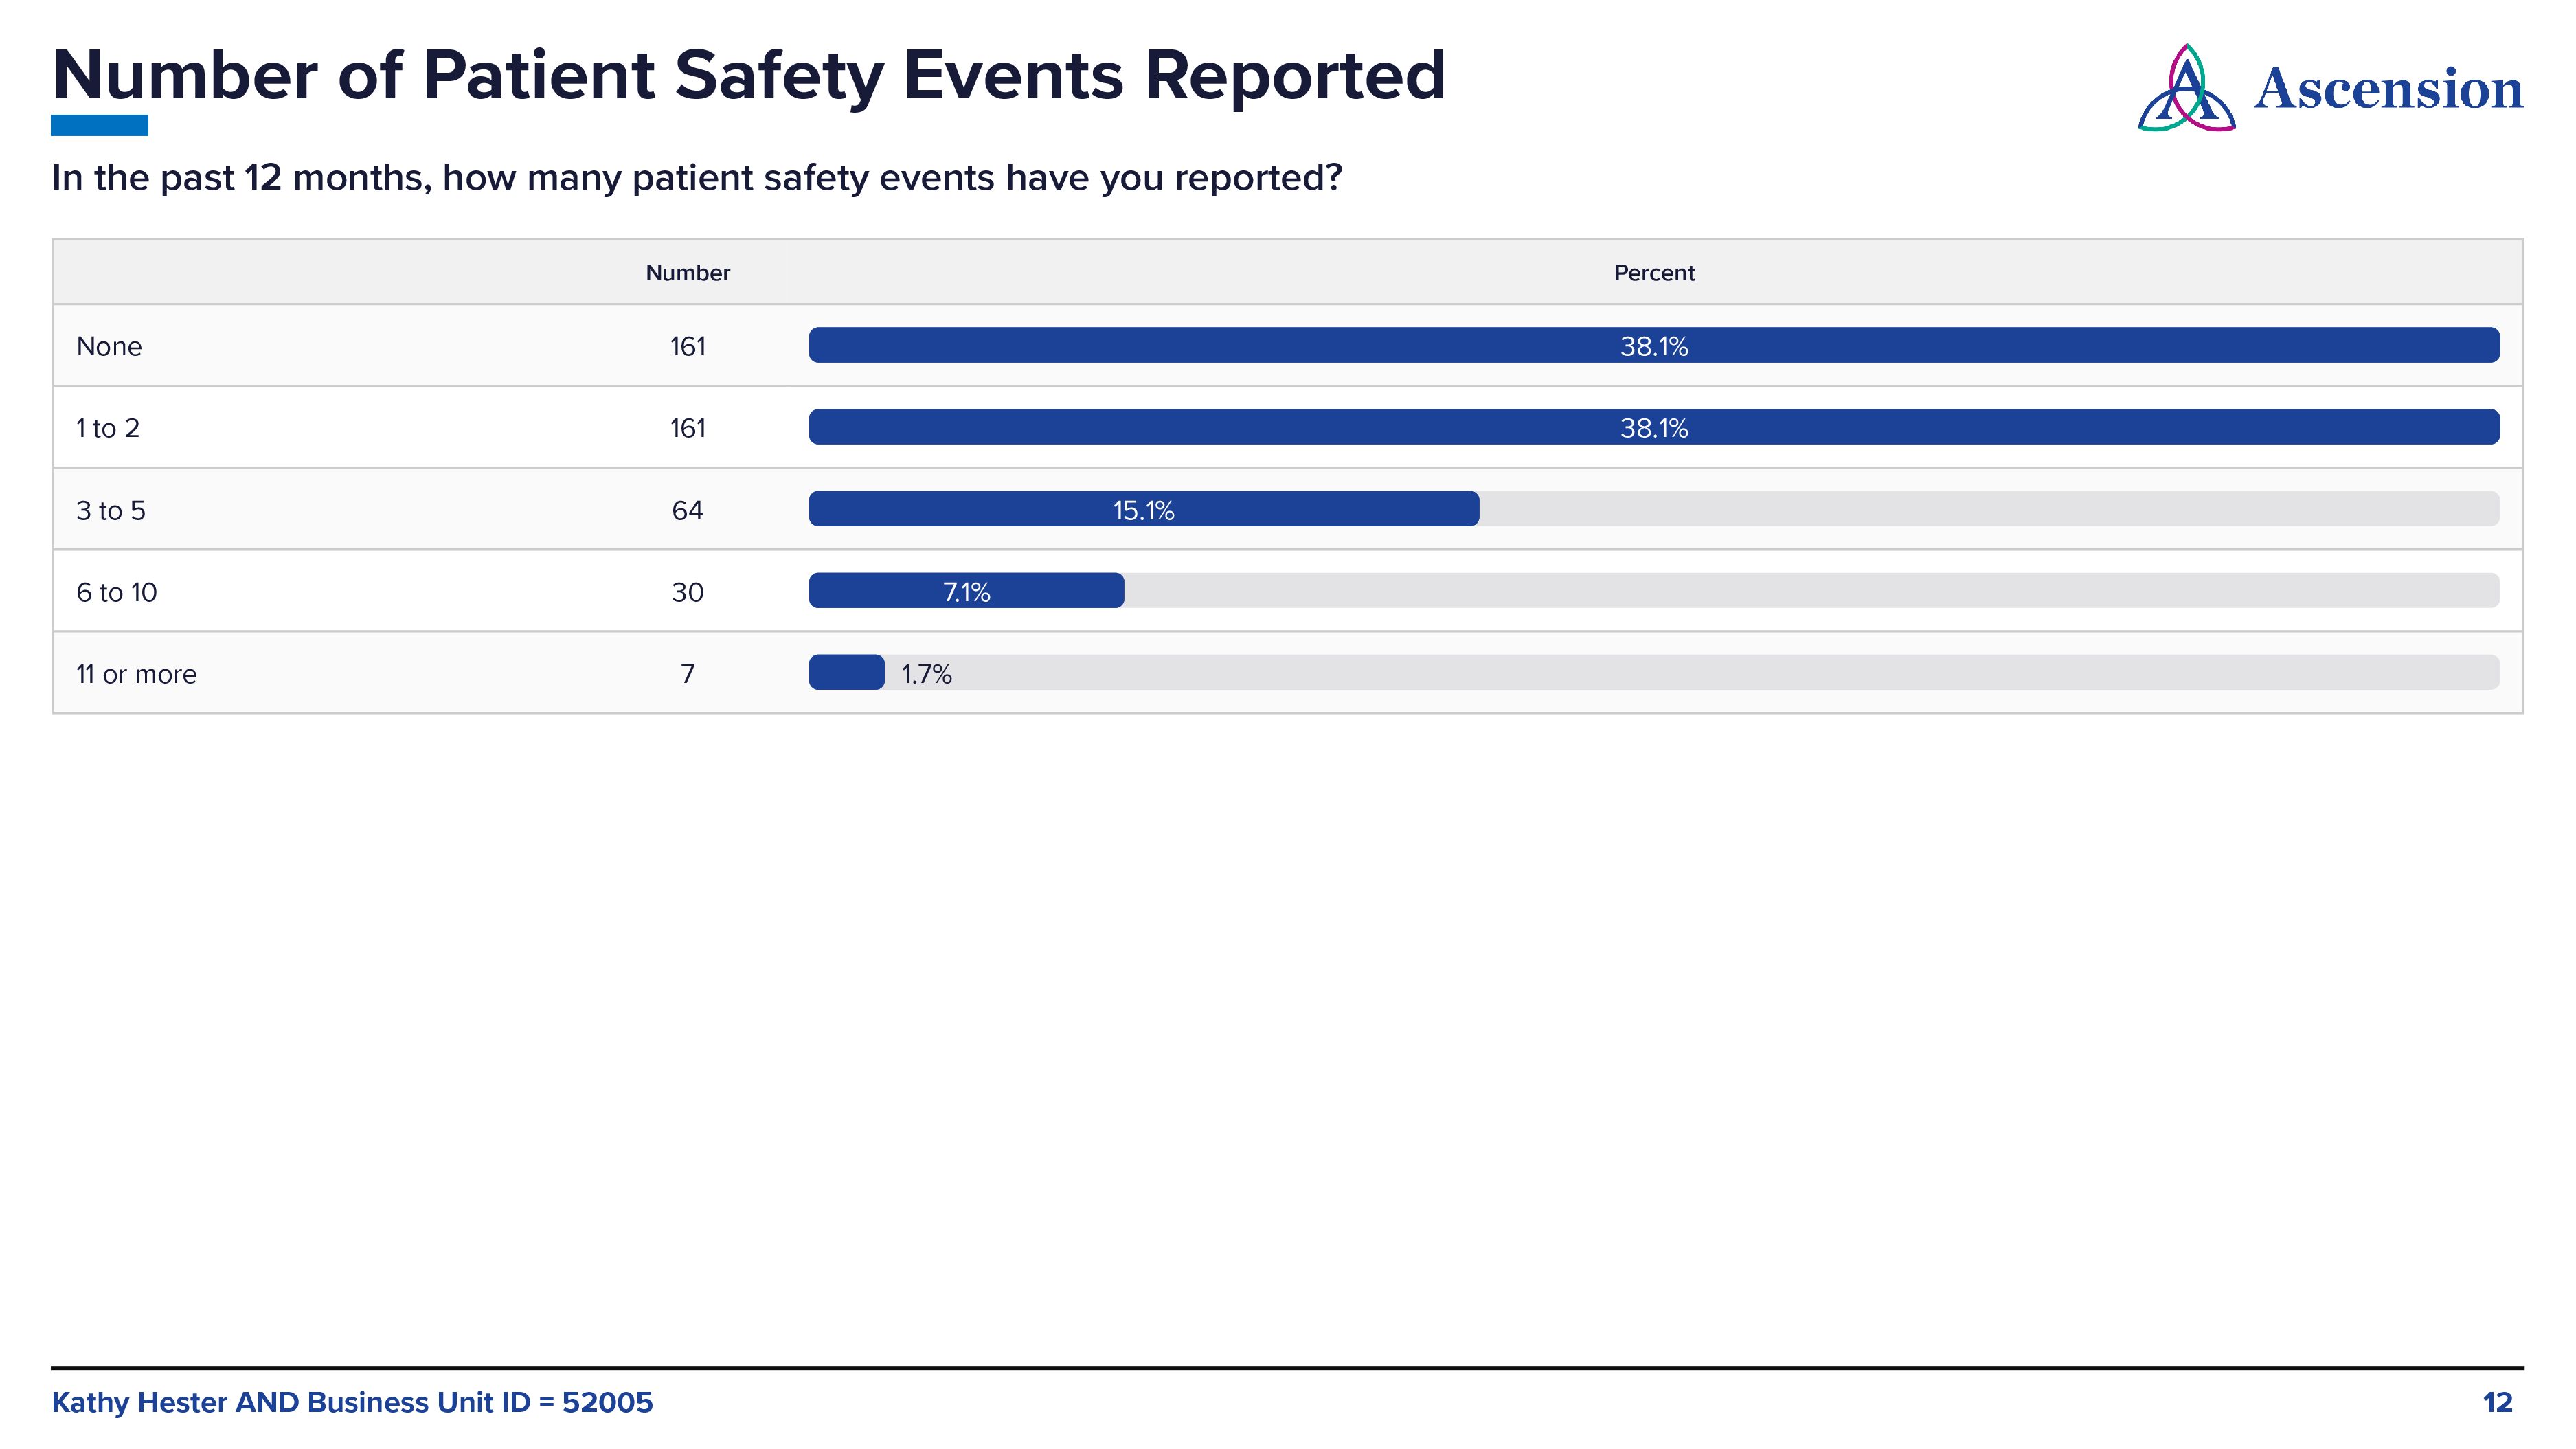 Number of Patient Safety Events Reported
Ascension
In the past 12 months, how many patient safety events have you reported?
Number Percent
None 161 38.1%
1 to 2 161 38.1%
3 to 5 64 15.1%
6 to 10 30 7.1%
11 or more 7 1.7%
Kathy Hester AND Business Unit ID = 52005 12